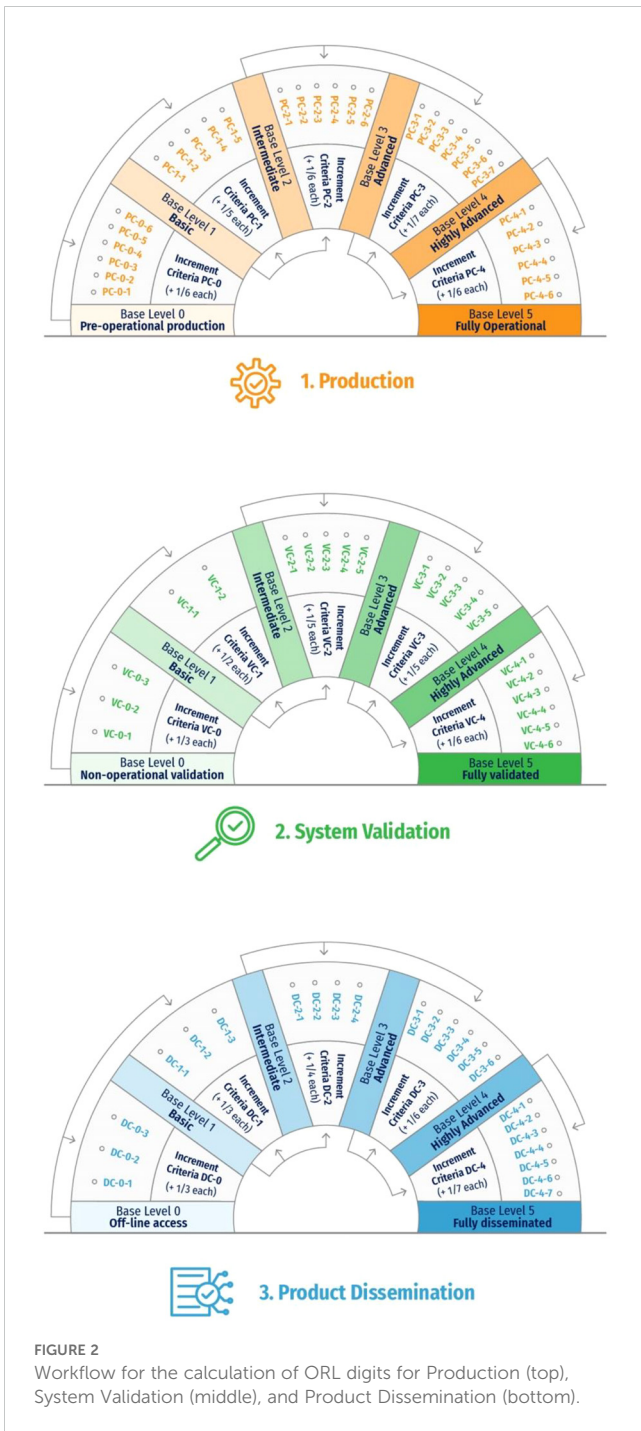 Base Level 0
Pre-operational production
PC-0-1
PC-0-2
PC-0-3
PC-0-4
PC-0-5
PC-0-6
Increment
Criteria PC-0
(+ 1/6 each)
Base Level 1
Basic
PC-1-1
PC-1-2
PC-1-3
PC-1-4
PC-1-5
Increment
Criteria PC-1
(+ 1/5 each)
Base Level 2
Intermediate
PC-2-1
PC-2-2
PC-2-3
PC-2-4
PC-2-5
PC-2-6
Increment
Criteria PC-2
(+ 1/6 each)
Base Level 3
Advanced
PC-3-1
PC-3-2
PC-3-3
PC-3-4
PC-3-5
PC-3-6
PC-3-7
Increment
Criteria PC-3
(+ 1/7 each)
Base Level 4
Highly Advanced
PC-4-1
PC-4-2
PC-4-3
PC-4-4
PC-4-5
PC-4-6
Increment
Criteria PC-4
(+ 1/6 each)
Base Level 5
Fully Operational
1. Production
Base Level 0
Non-operational validation
VC-0-1
VC-0-2
VC-0-3
Increment
Criteria VC-0
(+ 1/3 each)
Base Level 1
Basic
VC-1-1
VC-1-2
Increment
Criteria VC-1
(+ 1/2 each)
Base Level 2
Intermediate
VC-2-1
VC-2-2
VC-2-3
VC-2-4
VC-2-5
Increment
Criteria VC-2
(+ 1/5 each)
Base Level 3
Advanced
VC-3-1
VC-3-2
VC-3-3
VC-3-4
VC-3-5
Increment
Criteria VC-3
(+ 1/5 each)
Base Level 4
Highly Advanced
VC-4-1
VC-4-2
VC-4-3
VC-4-4
VC-4-5
VC-4-6
Increment
Criteria VC-4
(+ 1/6 each)
Base Level 5
Fully validated
2. System Validation
Base Level 0
Off-line access
DC-0-1
DC-0-2
DC-0-3
Increment
Criteria DC-0
(+ 1/3 each)
Base Level 1
Basic
DC-1-1
DC-1-2
DC-1-3
Increment
Criteria DC-1
(+ 1/3 each)
Base Level 2
Intermediate
DC-2-1
DC-2-2
DC-2-3
DC-2-4
Increment
Criteria DC-2
(+ 1/4 each)
Base Level 3
Advanced
DC-3-1
DC-3-2
DC-3-3
DC-3-4
DC-3-5
DC-3-6
Increment
Criteria DC-3
(+ 1/6 each)
Base Level 4
Highly Advanced
DC-4-1
DC-4-2
DC-4-3
DC-4-4
DC-4-5
DC-4-6
DC-4-7
Increment
Criteria DC-4
(+ 1/7 each)
Base Level 5
Fully disseminated
3. Product Dissemination
FIGURE 2
Workflow for the calculation of ORL digits for Production (top),
System Validation (middle), and Product Dissemination (bottom).